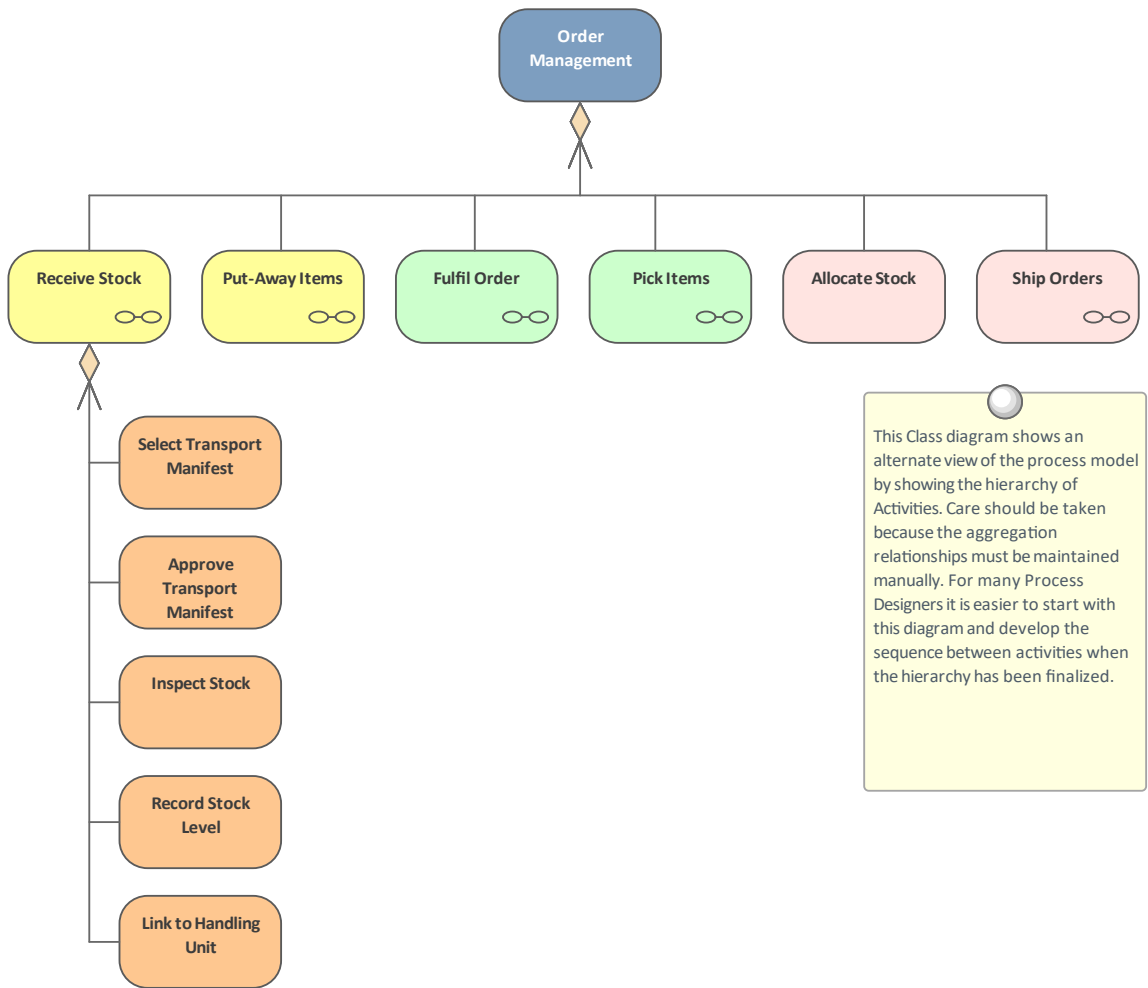 Order
Management
Receive Stock
Put-Away Items
Fulfil Order
Pick Items
Allocate Stock
Ship Orders
Select Transport
Manifest
Approve
Transport
Manifest
Inspect Stock
Record Stock
Level
Link to Handling
Unit
This Class diagram shows an
alternate view of the process model
by showing the hierarchy of
Activities. Care should be taken
because the aggregation
relationships must be maintained
manually. For many Process
Designers it is easier to start with
this diagram and develop the
sequence between activities when
the hierarchy has been finalized.